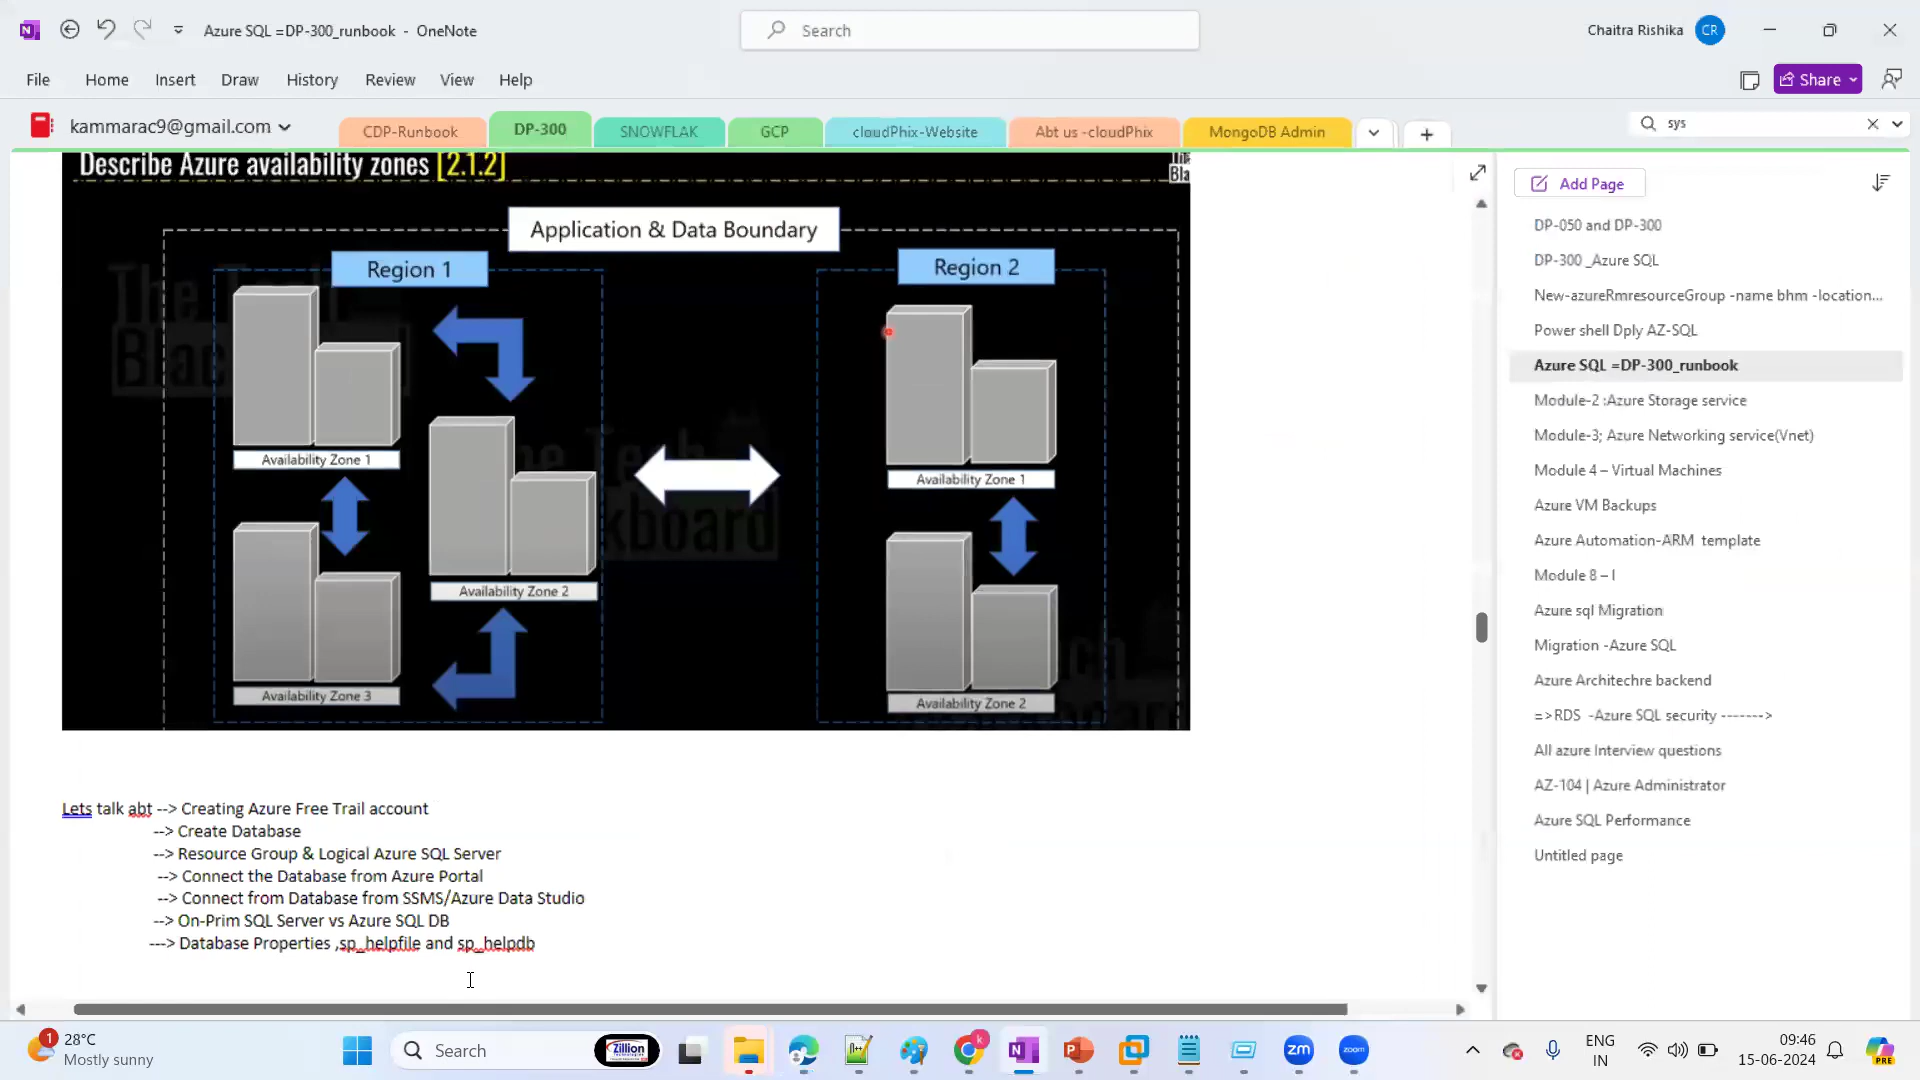 Azure SQL =DP-300_runbook - OneNote
Search
Chaitra Rishika
CR
File
Home
Insert
Draw
History
Review
View
Help
Share
kammarac9@gmail.com
CDP-Runbook
DP-300
SNOWFLAK
GCP
cloudPhix-Website
Abt us -cloudPhix
MongoDB Admin
sys
Describe Azure availability zones [2.1.2]
Application & Data Boundary
Region 1
Region 2
Availability Zone 1
Availability Zone 2
Availability Zone 3
Availability Zone 1
Availability Zone 2
The Tech
Lets talk abt --> Creating Azure Free Trail account
--> Create Database
--> Resource Group & Logical Azure SQL Server
--> Connect the Database from Azure Portal
--> Connect from Database from SSMS/Azure Data Studio
--> On-Prim SQL Server vs Azure SQL DB
---> Database Properties ,sp_helpfile and sp_helpdb
Add Page
DP-050 and DP-300
DP-300 _Azure SQL
New-azureRmresourceGroup -name bhm -location...
Power shell Dply AZ-SQL
Azure SQL =DP-300_runbook
Module-2 :Azure Storage service
Module-3; Azure Networking service(Vnet)
Module 4 – Virtual Machines
Azure VM Backups
Azure Automation-ARM template
Module 8 – I
Azure sql Migration
Migration -Azure SQL
Azure Architechre backend
=>RDS -Azure SQL security ------->
All azure Interview questions
AZ-104 | Azure Administrator
Azure SQL Performance
Untitled page
1
28°C
Mostly sunny
Search
Zillion
zm
zoom
ENG
IN
09:46
15-06-2024
PRE